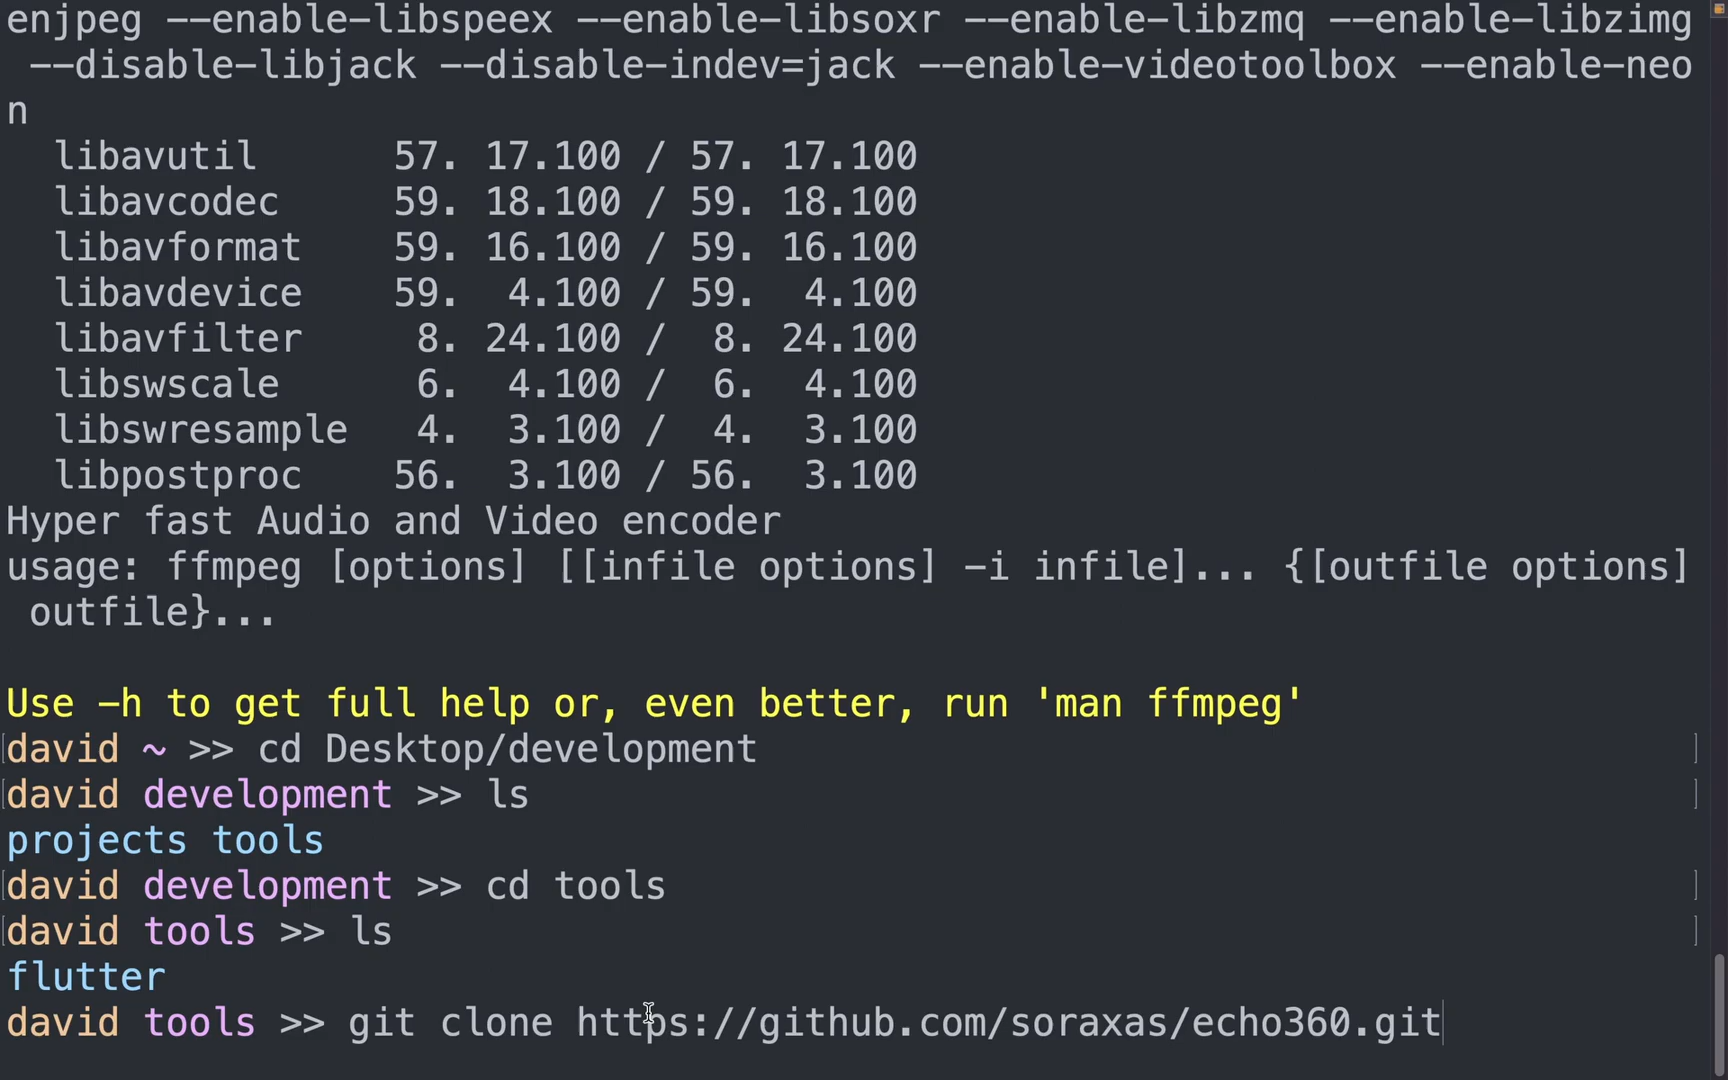 enjpeg --enable-libspeex --enable-libsoxr --enable-libzmq --enable-libzimg
--disable-libjack --disable-indev=jack --enable-videotoolbox --enable-neo
n
libavutil 57. 17.100 / 57. 17.100
libavcodec 59. 18.100 / 59. 18.100
libavformat 59. 16.100 / 59. 16.100
libavdevice 59. 4.100 / 59. 4.100
libavfilter 8. 24.100 / 8. 24.100
libswscale 6. 4.100 / 6. 4.100
libswresample 4. 3.100 / 4. 3.100
libpostproc 56. 3.100 / 56. 3.100
Hyper fast Audio and Video encoder
usage: ffmpeg [options] [[infile options] -i infile]... {[outfile options]
outfile}...
Use -h to get full help or, even better, run 'man ffmpeg'
[david ~ >> cd Desktop/development ]
[david development >> ls ]
projects tools
[david development >> cd tools ]
[david tools >> ls ]
flutter
david tools >> git clone https://github.com/soraxas/echo360.git